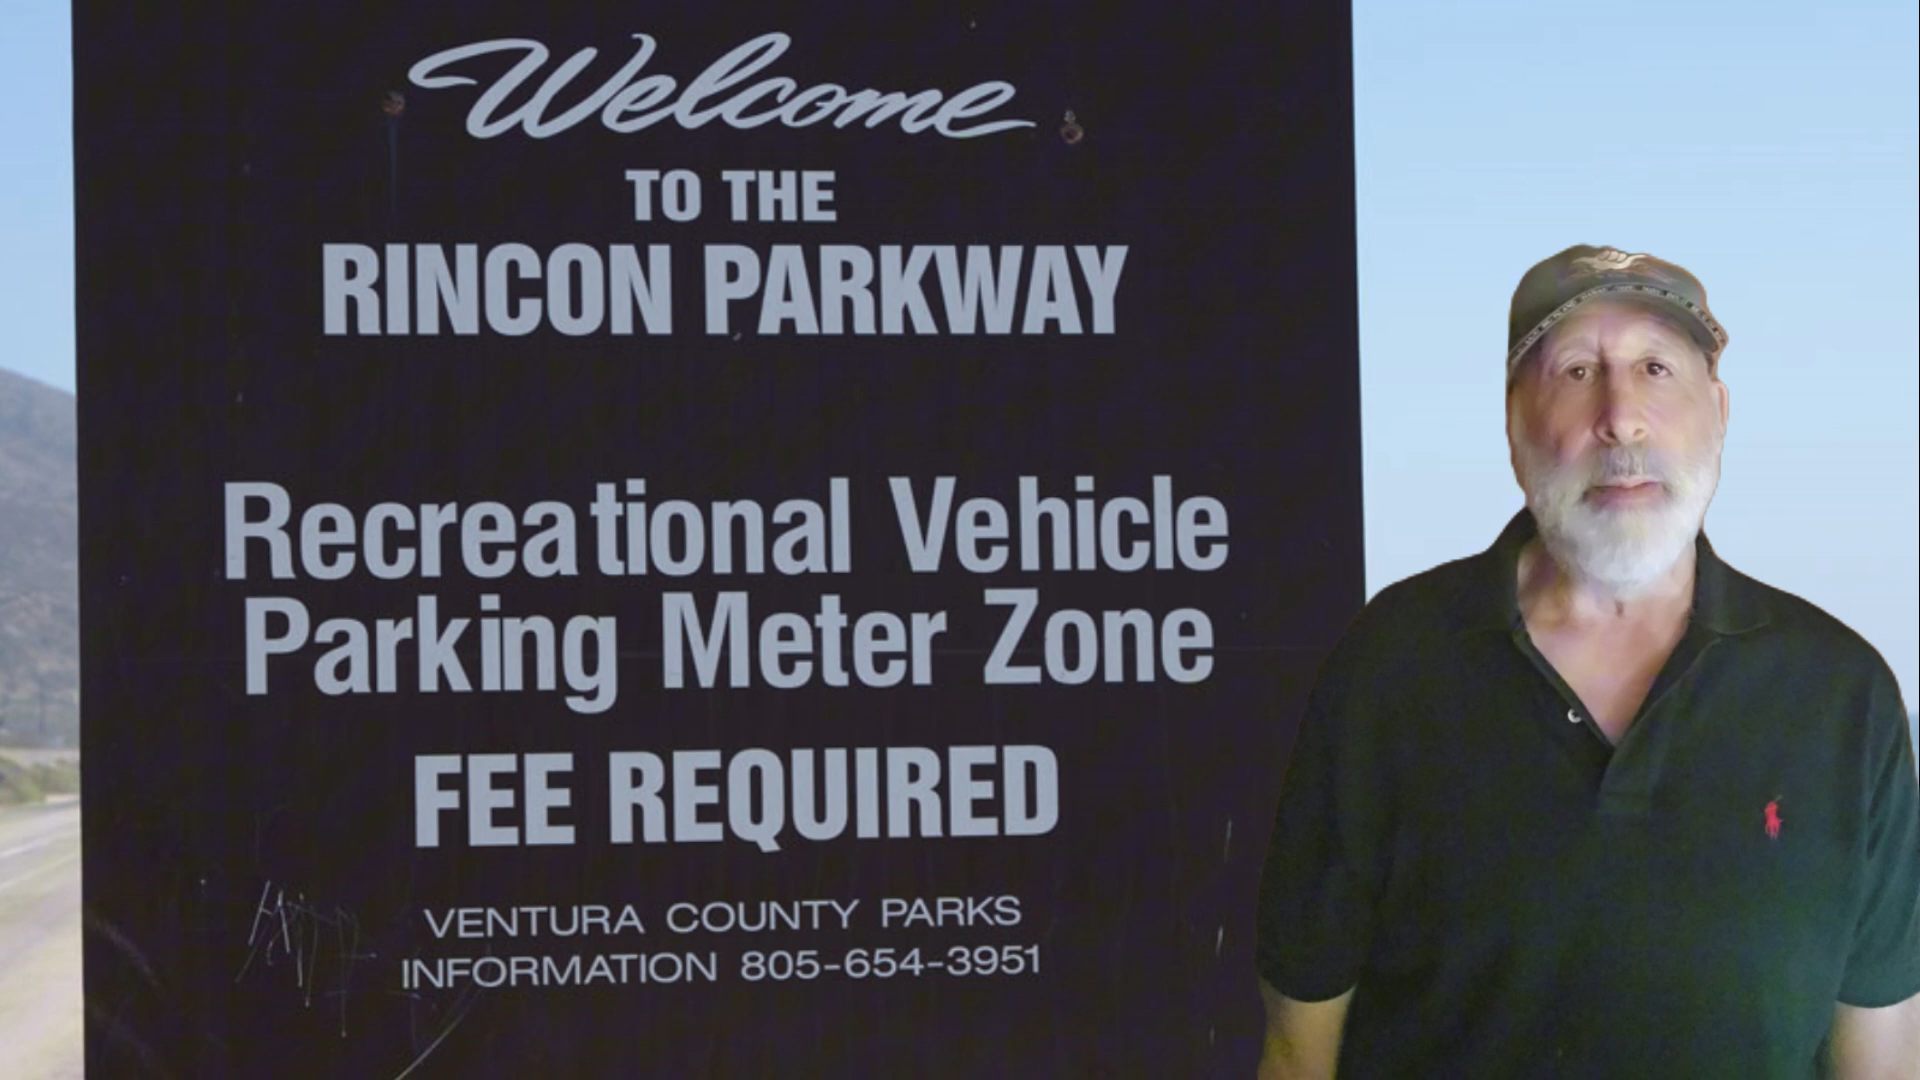 Welcome
TO THE
RINCON PARKWAY
Recreational Vehicle
Parking Meter Zone
FEE REQUIRED
VENTURA COUNTY PARKS
INFORMATION 805-654-3951